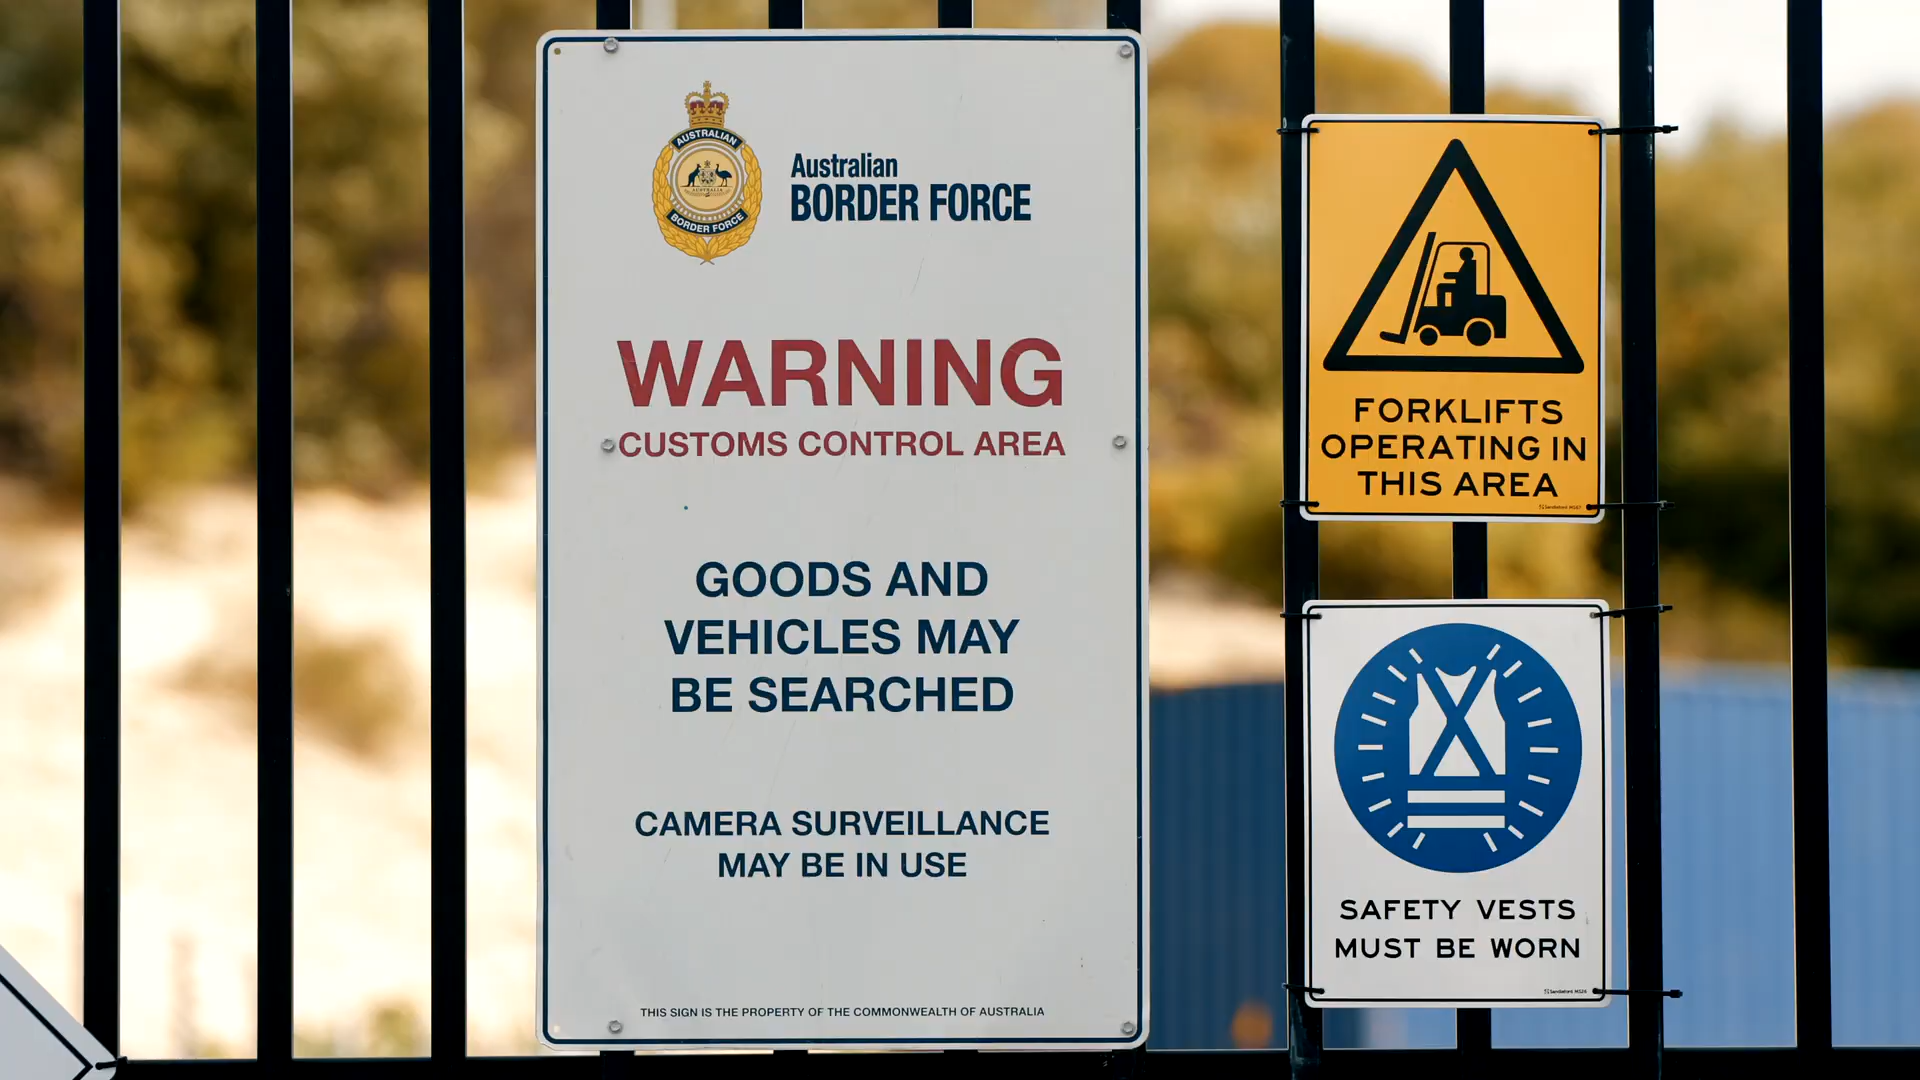 AUSTRALIAN
AUSTRALIA
BORDER FORCE
Australian
BORDER FORCE
WARNING
CUSTOMS CONTROL AREA
GOODS AND
VEHICLES MAY
BE SEARCHED
CAMERA SURVEILLANCE
MAY BE IN USE
THIS SIGN IS THE PROPERTY OF THE COMMONWEALTH OF AUSTRALIA
FORKLIFTS
OPERATING IN
THIS AREA
SAFETY VESTS
MUST BE WORN